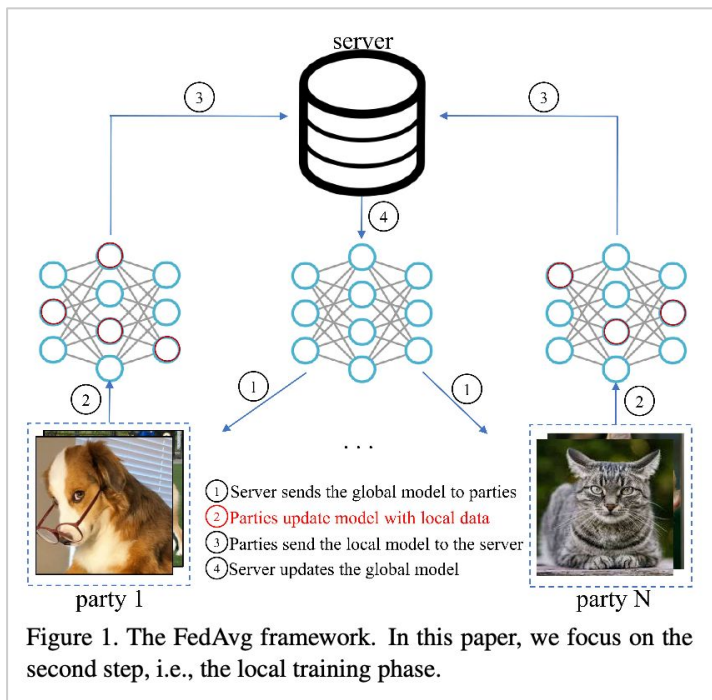 server
③
③
④
①
①
②
②
. . .
① Server sends the global model to parties
② Parties update model with local data
③ Parties send the local model to the server
④ Server updates the global model
party 1
party N
Figure 1. The FedAvg framework. In this paper, we focus on the
second step, i.e., the local training phase.